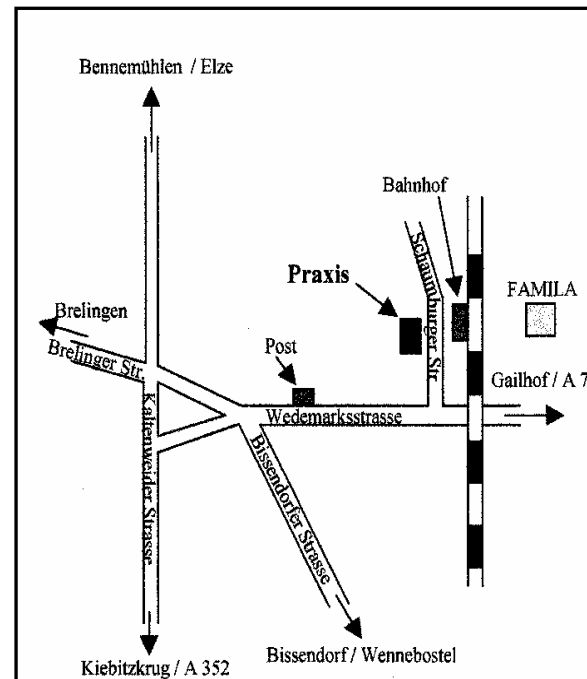 Bennemühlen / Elze
Bahnhof
Schaumburger Str
Praxis
FAMILA
Brelingen
Brelinger Str.
Post
Gailhof / A 7
Wedemarksstrasse
Kaltenweider Strasse
Bissendorfer Strasse
Kiebitzkrug / A 352
Bissendorf / Wennebostel